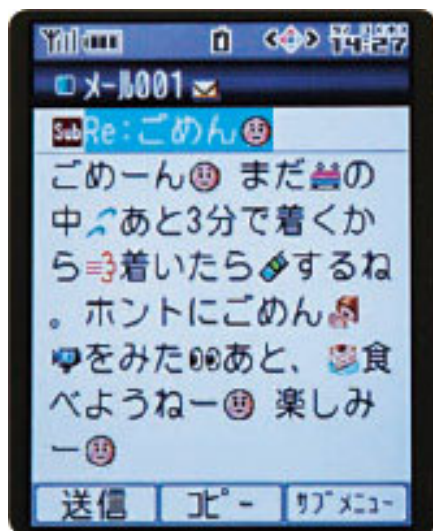 14:27
メール001
Sub Re:ごめん
ごめーん まだの
中 あと3分で着くか
ら 着いたら するね
。ホントにごめん
をみた あと、 食
べようねー 楽しみ
ー
送信 コピー サブメニュー